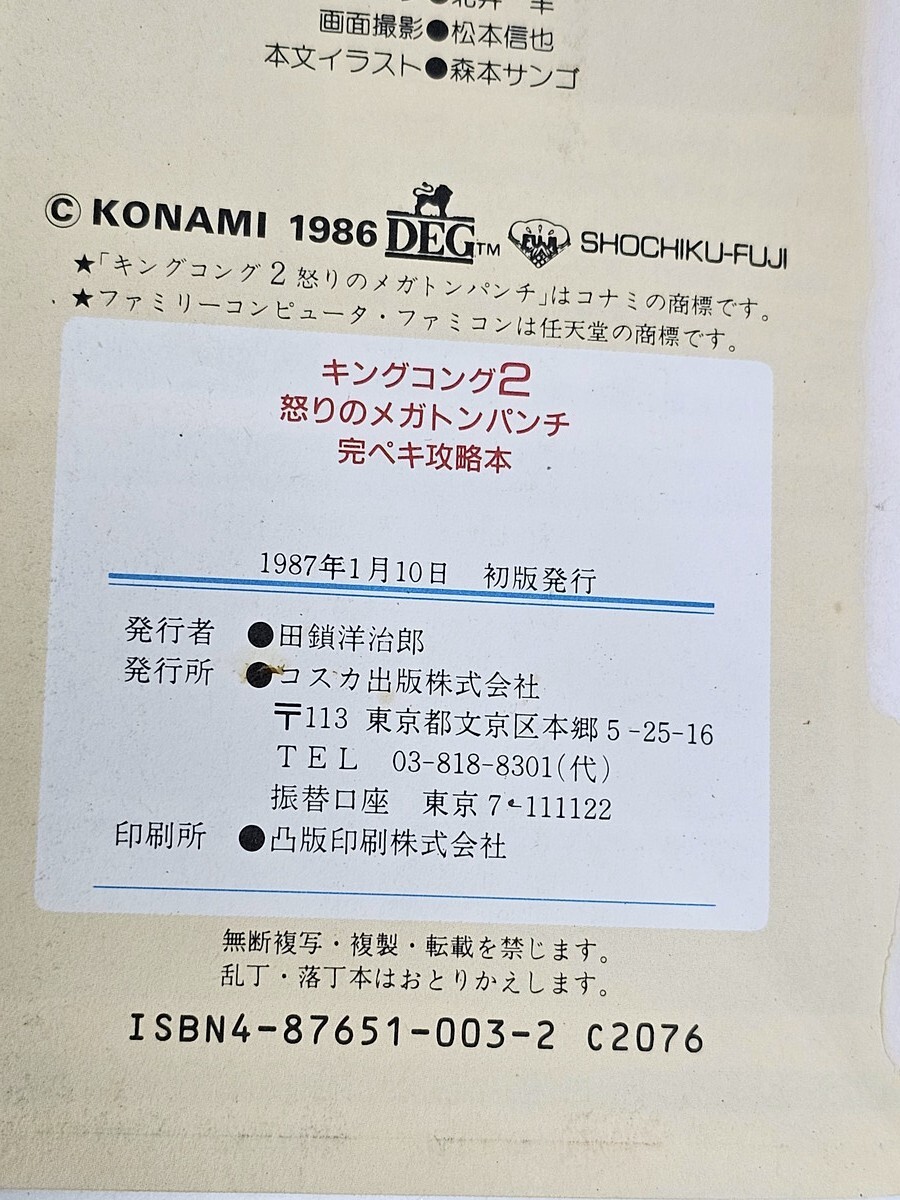 画面撮影●松本信也
本文イラスト●森本サンゴ
Ⓒ KONAMI 1986 DEG TM FUJI SHOCHIKU-FUJI
★「キングコング2 怒りのメガトンパンチ」はコナミの商標です。
★ファミリーコンピュータ・ファミコンは任天堂の商標です。
キングコング2
怒りのメガトンパンチ
完ペキ攻略本
1987年1月10日 初版発行
発行者 ●田鎖洋治郎
発行所 ●コスカ出版株式会社
〒113 東京都文京区本郷5-25-16
TEL 03-818-8301(代)
振替口座 東京7-111122
印刷所 ●凸版印刷株式会社
無断複写・複製・転載を禁じます。
乱丁・落丁本はおとりかえします。
ISBN4-87651-003-2 C2076